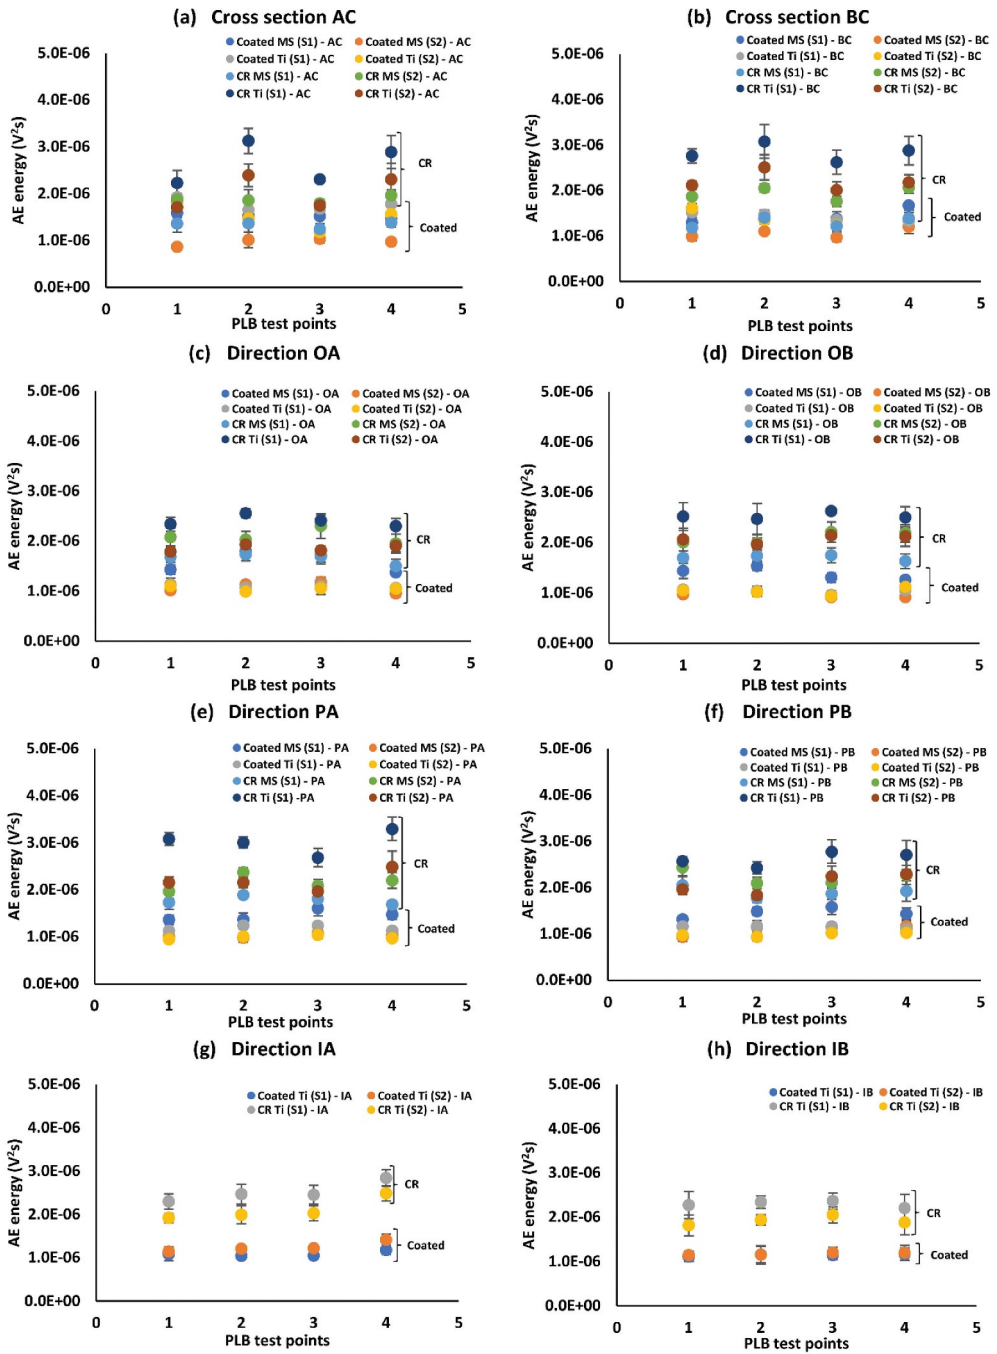 (a) Cross section AC
Coated MS (S1) - AC Coated MS (S2) - AC
Coated Ti (S1) - AC Coated Ti (S2) - AC
CR MS (S1) - AC CR MS (S2) - AC
CR Ti (S1) - AC CR Ti (S2) - AC
5.0E-06
4.0E-06
3.0E-06
2.0E-06
1.0E-06
0.0E+00
AE energy (V²s)
CR
Coated
0 1 2 3 4 5
PLB test points
(b) Cross section BC
Coated MS (S1) - BC Coated MS (S2) - BC
Coated Ti (S1) - BC Coated Ti (S2) - BC
CR MS (S1) - BC CR MS (S2) - BC
CR Ti (S1) - BC CR Ti (S2) - BC
5.0E-06
4.0E-06
3.0E-06
2.0E-06
1.0E-06
0.0E+00
AE energy (V²s)
CR
Coated
0 1 2 3 4 5
PLB test points
(c) Direction OA
Coated MS (S1) - OA Coated MS (S2) - OA
Coated Ti (S1) - OA Coated Ti (S2) - OA
CR MS (S1) - OA CR MS (S2) - OA
CR Ti (S1) - OA CR Ti (S2) - OA
5.0E-06
4.0E-06
3.0E-06
2.0E-06
1.0E-06
0.0E+00
AE energy (V²s)
CR
Coated
0 1 2 3 4 5
PLB test points
(d) Direction OB
Coated MS (S1) - OB Coated MS (S2) - OB
Coated Ti (S1) - OB Coated Ti (S2) - OB
CR MS (S1) - OB CR MS (S2) - OB
CR Ti (S1) - OB CR Ti (S2) - OB
5.0E-06
4.0E-06
3.0E-06
2.0E-06
1.0E-06
0.0E+00
AE energy (V²s)
CR
Coated
0 1 2 3 4 5
PLB test points
(e) Direction PA
Coated MS (S1) - PA Coated MS (S2) - PA
Coated Ti (S1) - PA Coated Ti (S2) - PA
CR MS (S1) - PA CR MS (S2) - PA
CR Ti (S1) - PA CR Ti (S2) - PA
5.0E-06
4.0E-06
3.0E-06
2.0E-06
1.0E-06
0.0E+00
AE energy (V²s)
CR
Coated
0 1 2 3 4 5
PLB test points
(f) Direction PB
Coated MS (S1) - PB Coated MS (S2) - PB
Coated Ti (S1) - PB Coated Ti (S2) - PB
CR MS (S1) - PB CR MS (S2) - PB
CR Ti (S1) - PB CR Ti (S2) - PB
5.0E-06
4.0E-06
3.0E-06
2.0E-06
1.0E-06
0.0E+00
AE energy (V²s)
CR
Coated
0 1 2 3 4 5
PLB test points
(g) Direction IA
Coated Ti (S1) - IA Coated Ti (S2) - IA
CR Ti (S1) - IA CR Ti (S2) - IA
5.0E-06
4.0E-06
3.0E-06
2.0E-06
1.0E-06
0.0E+00
AE energy (V²s)
CR
Coated
0 1 2 3 4 5
PLB test points
(h) Direction IB
Coated Ti (S1) - IB Coated Ti (S2) - IB
CR Ti (S1) - IB CR Ti (S2) - IB
5.0E-06
4.0E-06
3.0E-06
2.0E-06
1.0E-06
0.0E+00
AE energy (V²s)
CR
Coated
0 1 2 3 4 5
PLB test points